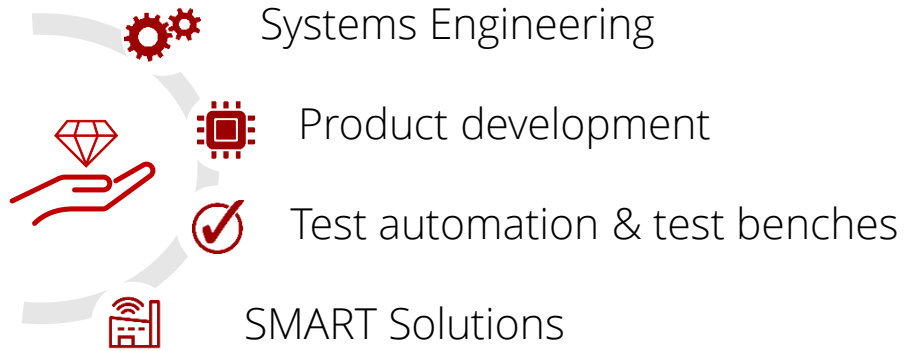 Systems Engineering
Product development
Test automation & test benches
SMART Solutions